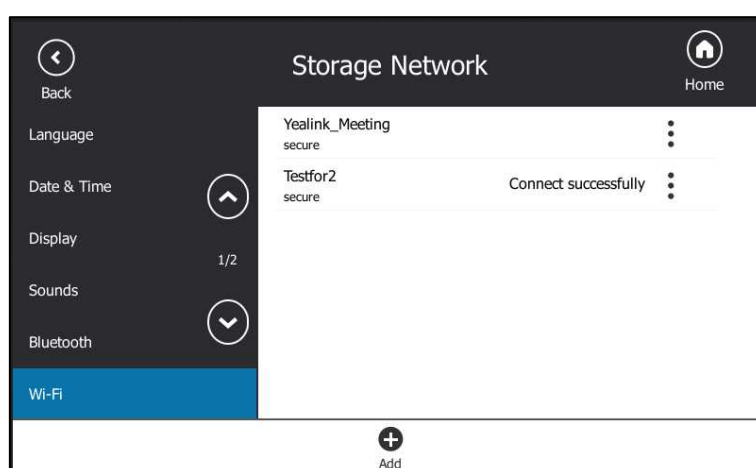 Storage Network
Back
Home
Language
Date & Time
Display
1/2
Sounds
Bluetooth
Wi-Fi
Yealink_Meeting
secure
Testfor2
secure
Connect successfully
Add